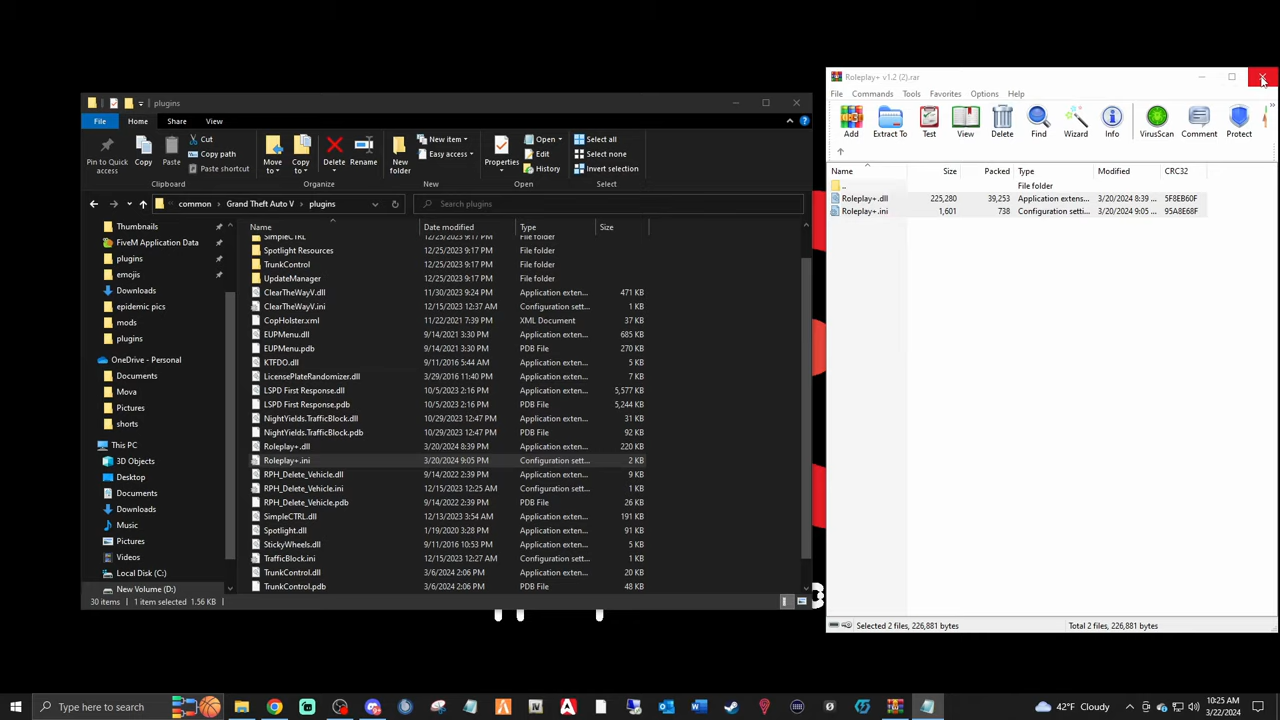 plugins
File Home Share View
Pin to Quick Access
Copy
Paste
Cut
Copy path
Paste shortcut
Clipboard
Move to
Copy to
Delete
Rename
Organize
New Folder
New item
Easy access
New
Properties
Open
Edit
History
Open
Select all
Select none
Invert selection
Select
common Grand Theft Auto V plugins
Search plugins
Thumbnails
FiveM Application Data
plugins
emojis
Downloads
epidemic pics
mods
plugins
OneDrive - Personal
Documents
Mova
Pictures
shorts
This PC
3D Objects
Desktop
Documents
Downloads
Music
Pictures
Videos
Local Disk (C:)
New Volume (D:)
Name Date modified Type Size
SimpleCTRL 12/25/2023 9:17 PM File folder
Spotlight Resources 12/25/2023 9:17 PM File folder
TrunkControl 12/25/2023 9:17 PM File folder
UpdateManager 12/25/2023 9:17 PM File folder
ClearTheWayV.dll 11/30/2023 9:24 PM Application exten... 471 KB
ClearTheWayV.ini 12/15/2023 12:37 AM Configuration sett... 1 KB
CopHolster.xml 11/22/2021 7:39 PM XML Document 37 KB
EUPMenu.dll 9/14/2021 3:30 PM Application exten... 685 KB
EUPMenu.pdb 9/14/2021 3:30 PM PDB File 270 KB
KTFDO.dll 9/11/2016 5:44 AM Application exten... 5 KB
LicensePlateRandomizer.dll 3/29/2016 11:40 PM Application exten... 7 KB
LSPD First Response.dll 10/5/2023 2:16 PM Application exten... 5,577 KB
LSPD First Response.pdb 10/5/2023 2:16 PM PDB File 5,244 KB
NightYields.TrafficBlock.dll 10/29/2023 12:47 PM Application exten... 31 KB
NightYields.TrafficBlock.pdb 10/29/2023 12:47 PM PDB File 92 KB
Roleplay+.dll 3/20/2024 8:39 PM Application exten... 220 KB
Roleplay+.ini 3/20/2024 9:05 PM Configuration sett... 2 KB
RPH_Delete_Vehicle.dll 9/14/2022 2:39 PM Application exten... 9 KB
RPH_Delete_Vehicle.ini 12/15/2023 12:25 AM Configuration sett... 1 KB
RPH_Delete_Vehicle.pdb 9/14/2022 2:39 PM PDB File 26 KB
SimpleCTRL.dll 12/13/2023 3:54 AM Application exten... 191 KB
Spotlight.dll 1/19/2020 3:28 PM Application exten... 91 KB
StickyWheels.dll 9/11/2016 10:53 PM Application exten... 5 KB
TrafficBlock.ini 12/15/2023 12:27 AM Configuration sett... 1 KB
TrunkControl.dll 3/6/2024 2:06 PM Application exten... 20 KB
TrunkControl.pdb 3/6/2024 2:06 PM PDB File 48 KB
30 items 1 item selected 1.56 KB
Roleplay+ v1.2 (2).rar
File Commands Tools Favorites Options Help
Add Extract To Test View Delete Find Wizard Info VirusScan Comment Protect
Name Size Packed Type Modified CRC32
.. File folder
Roleplay+.dll 225,280 39,253 Application extens... 3/20/2024 8:39 ... 5F8EB60F
Roleplay+.ini 1,601 738 Configuration setti... 3/20/2024 9:05 ... 95A8E68F
Selected 2 files, 226,881 bytes Total 2 files, 226,881 bytes
Type here to search
42°F Cloudy
10:25 AM
3/22/2024